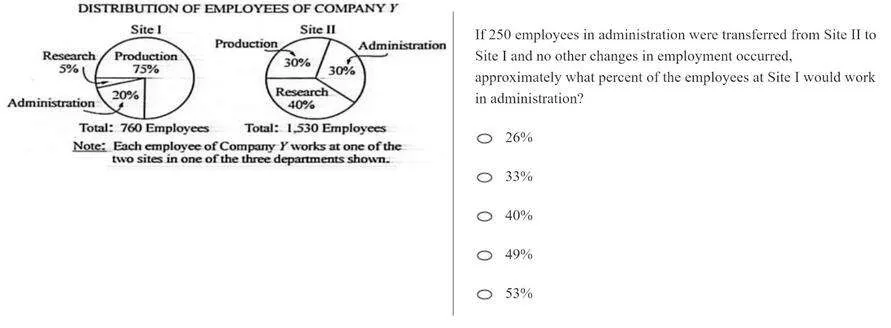 DISTRIBUTION OF EMPLOYEES OF COMPANY Y
Site I
Site II
Research
5%
Production
75%
20%
Administration
Production
30%
Administration
30%
Research
40%
Total: 760 Employees
Total: 1,530 Employees
Note: Each employee of Company Y works at one of the
two sites in one of the three departments shown.
If 250 employees in administration were transferred from Site II to
Site I and no other changes in employment occurred,
approximately what percent of the employees at Site I would work
in administration?
26%
33%
40%
49%
53%